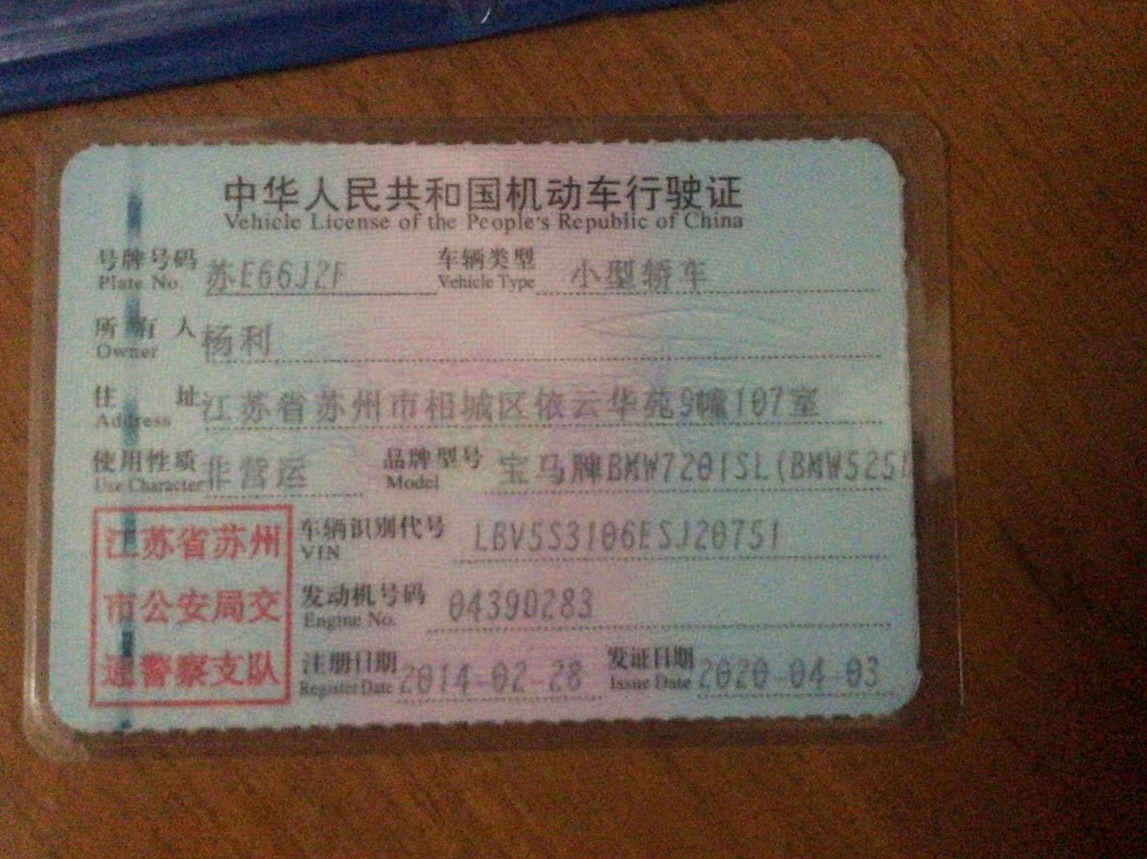 中华人民共和国机动车行驶证
Vehicle License of the People's Republic of China
号牌号码 苏E66J2F 车辆类型 小型轿车
Plate No. Vehicle Type
所有人 杨利
Owner
住址 江苏省苏州市相城区依云华苑9幢107室
Address
使用性质 非营运 品牌型号 宝马牌BMW7201SL(BMW525
Use Character Model
江苏省苏州 车辆识别代号 LBV5S3106ESJ20751
VIN
市公安局交 发动机号码 0439D283
Engine No.
通警察支队 注册日期 2014-02-28 发证日期 2020-04-03
Register Date Issue Date